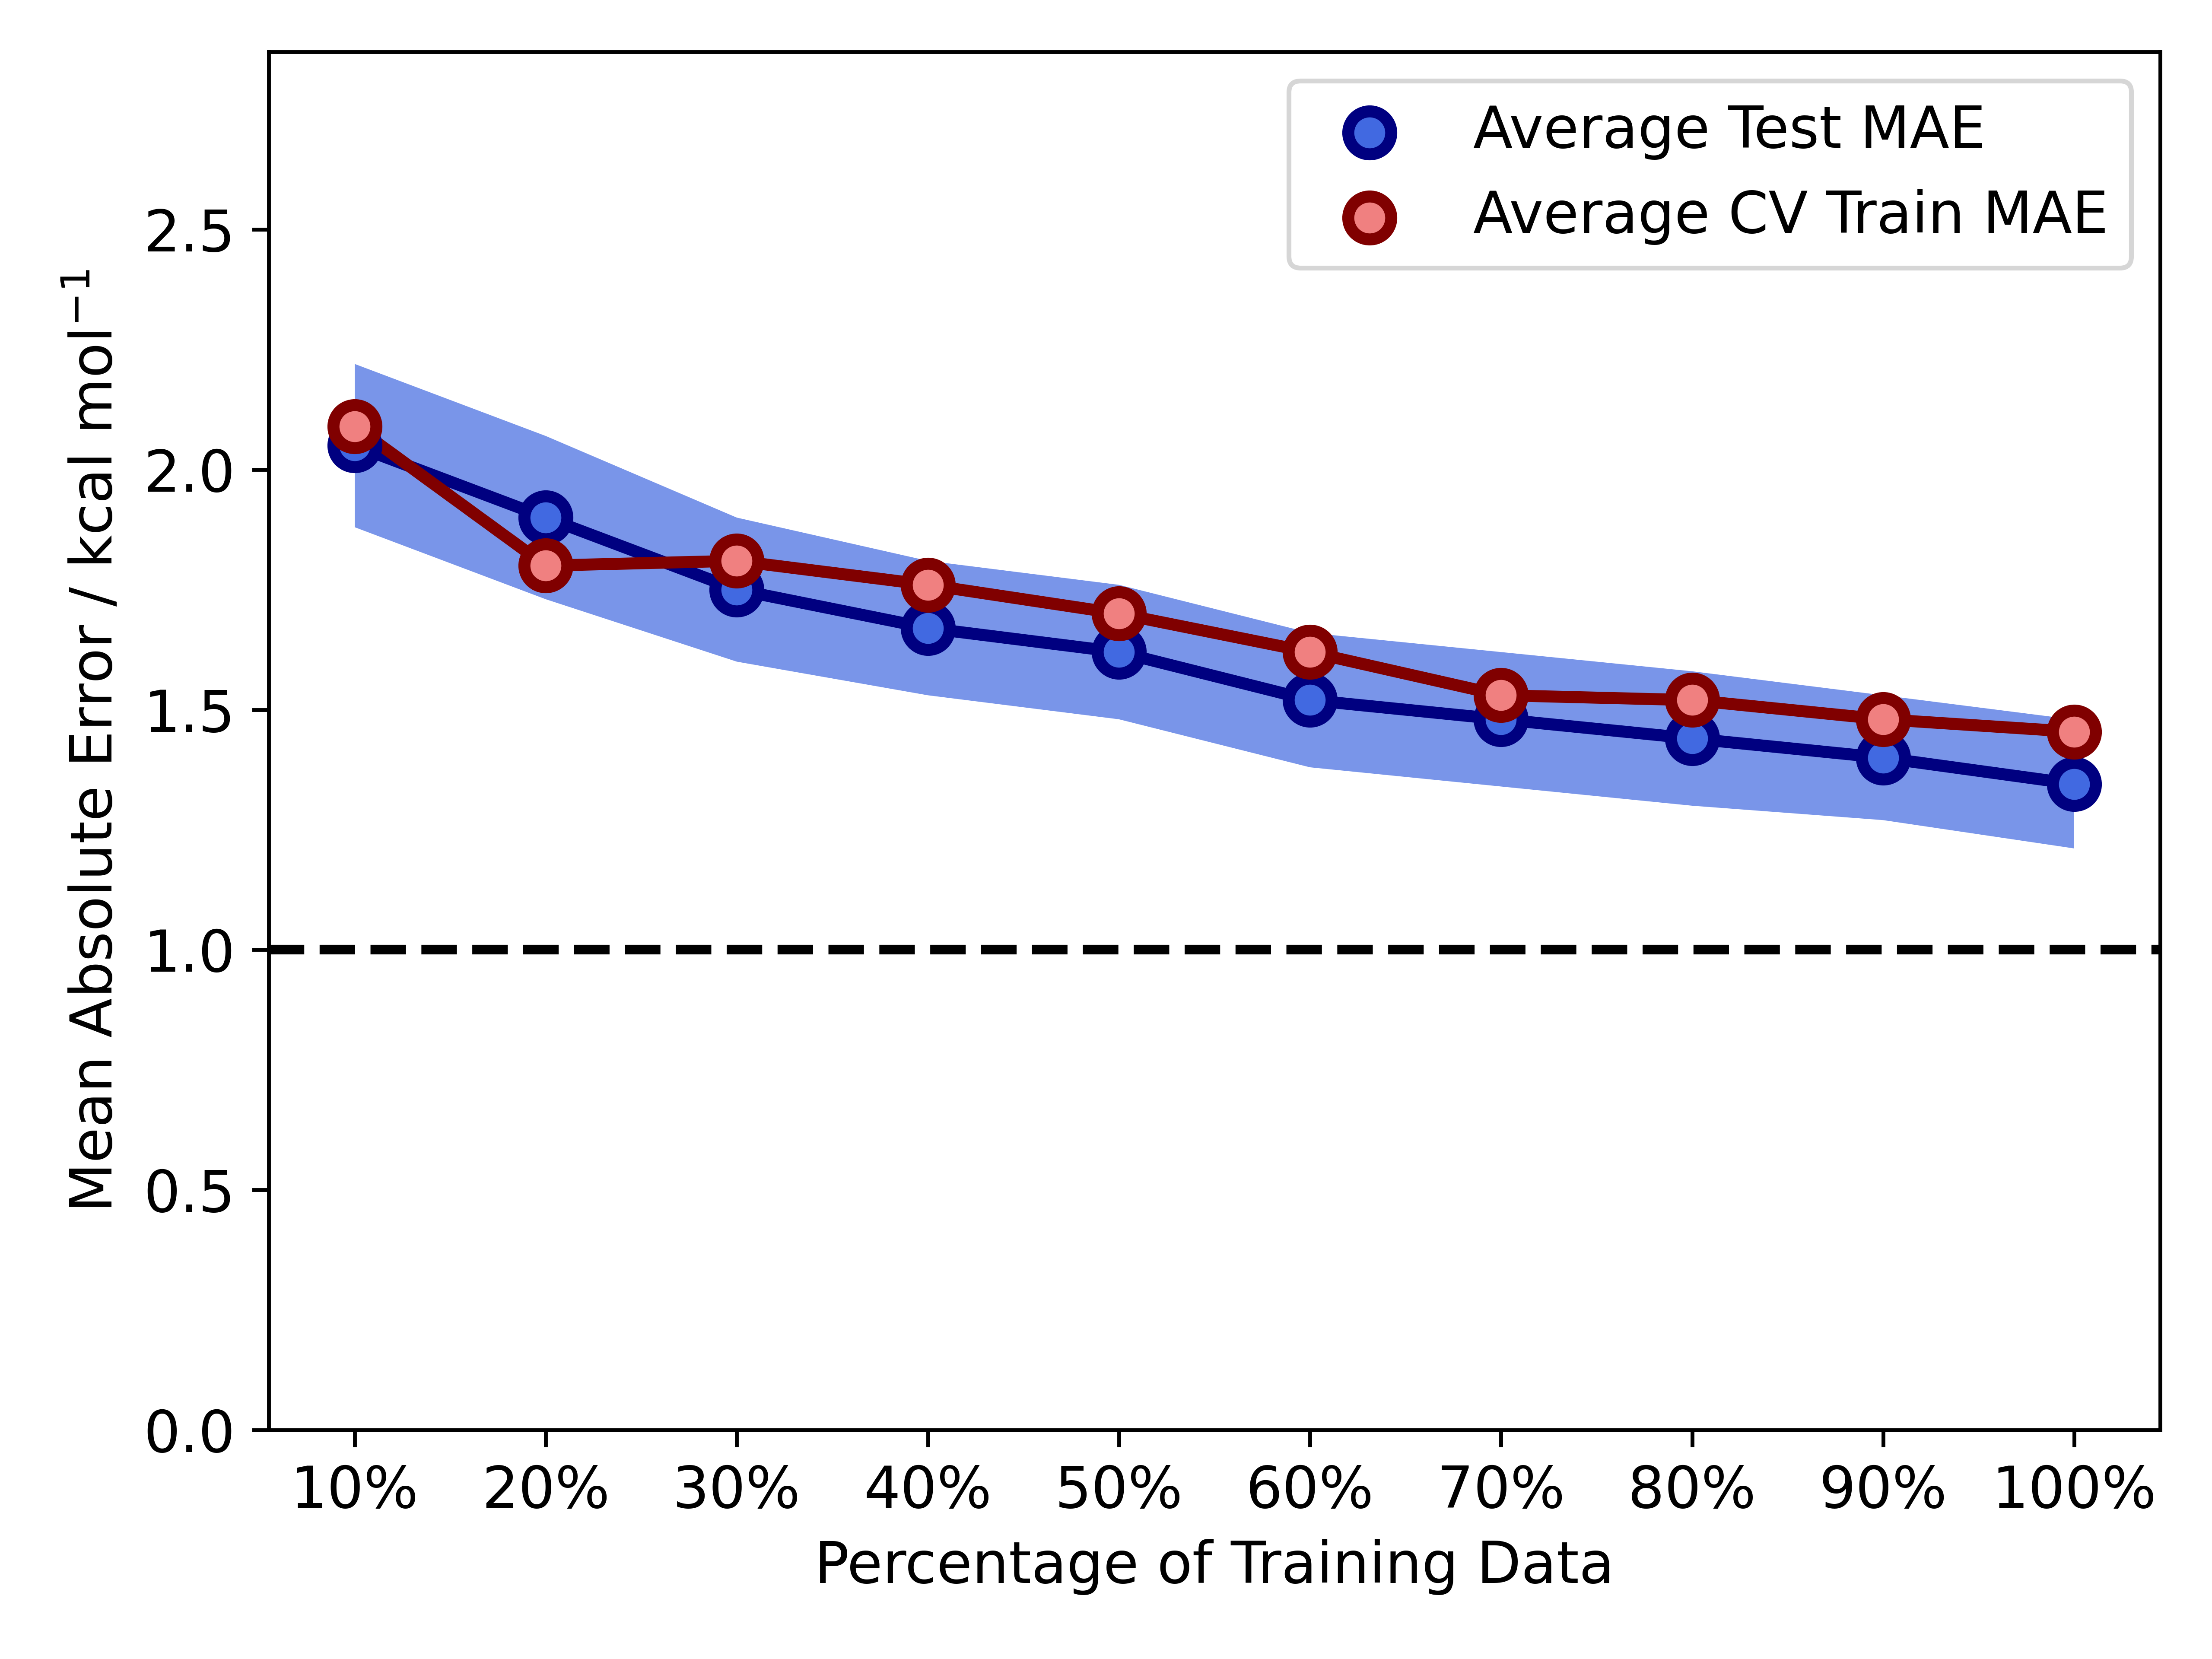 Average Test MAE
Average CV Train MAE
Mean Absolute Error / kcal mol⁻¹
2.5
2.0
1.5
1.0
0.5
0.0
10% 20% 30% 40% 50% 60% 70% 80% 90% 100%
Percentage of Training Data